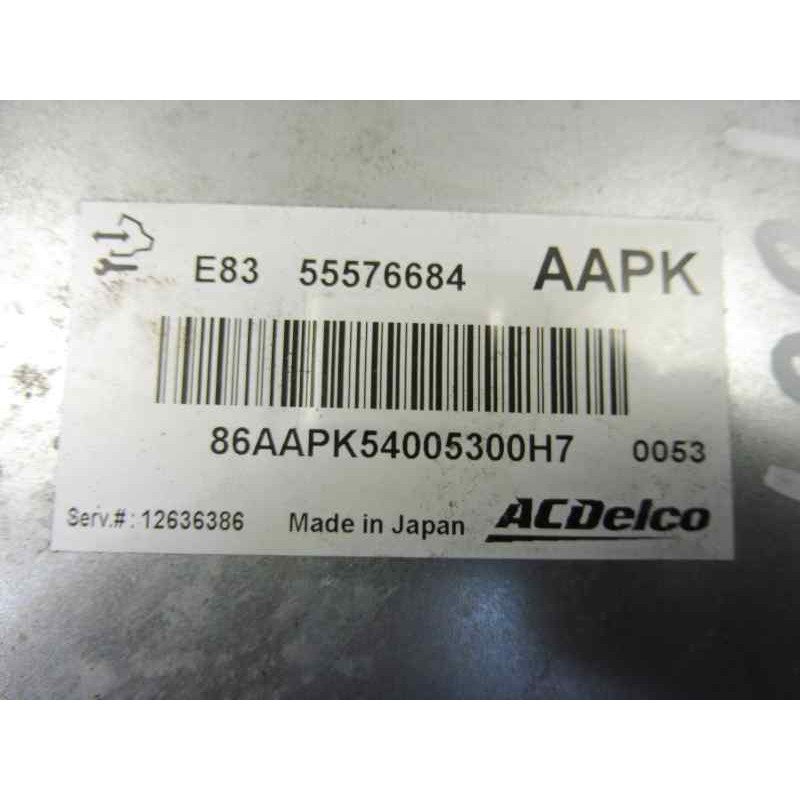 E83 55576684 AAPK
86AAPK54005300H7 0053
Serv.#: 12636386 Made in Japan ACDelco